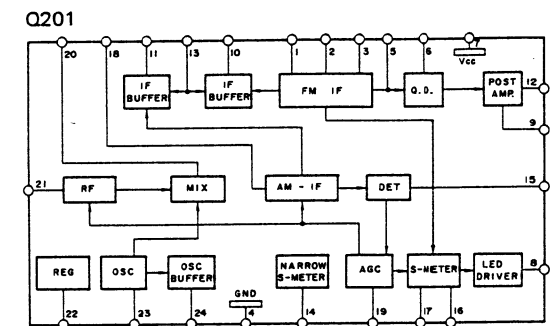 Q201
20 18 11 13 10 1 2 3 5 6 7
Vcc
IF BUFFER
IF BUFFER
FM IF
Q.D.
POST AMP.
12
9
21
RF
MIX
AM - IF
DET
15
REG
OSC
OSC BUFFER
GND
NARROW S-METER
AGC
S-METER
LED DRIVER
8
22 23 24 4 14 19 17 16